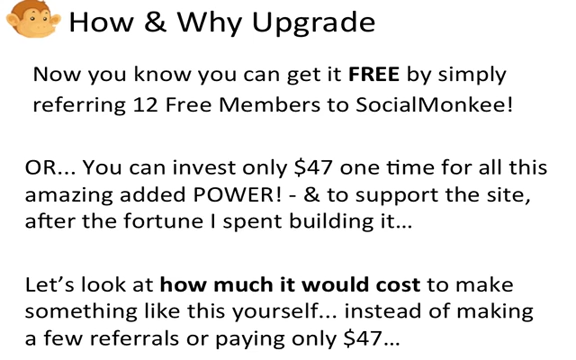 How & Why Upgrade
Now you know you can get it FREE by simply
referring 12 Free Members to SocialMonkee!
OR... You can invest only $47 one time for all this
amazing added POWER! - & to support the site,
after the fortune I spent building it...
Let's look at how much it would cost to make
something like this yourself... instead of making
a few referrals or paying only $47...